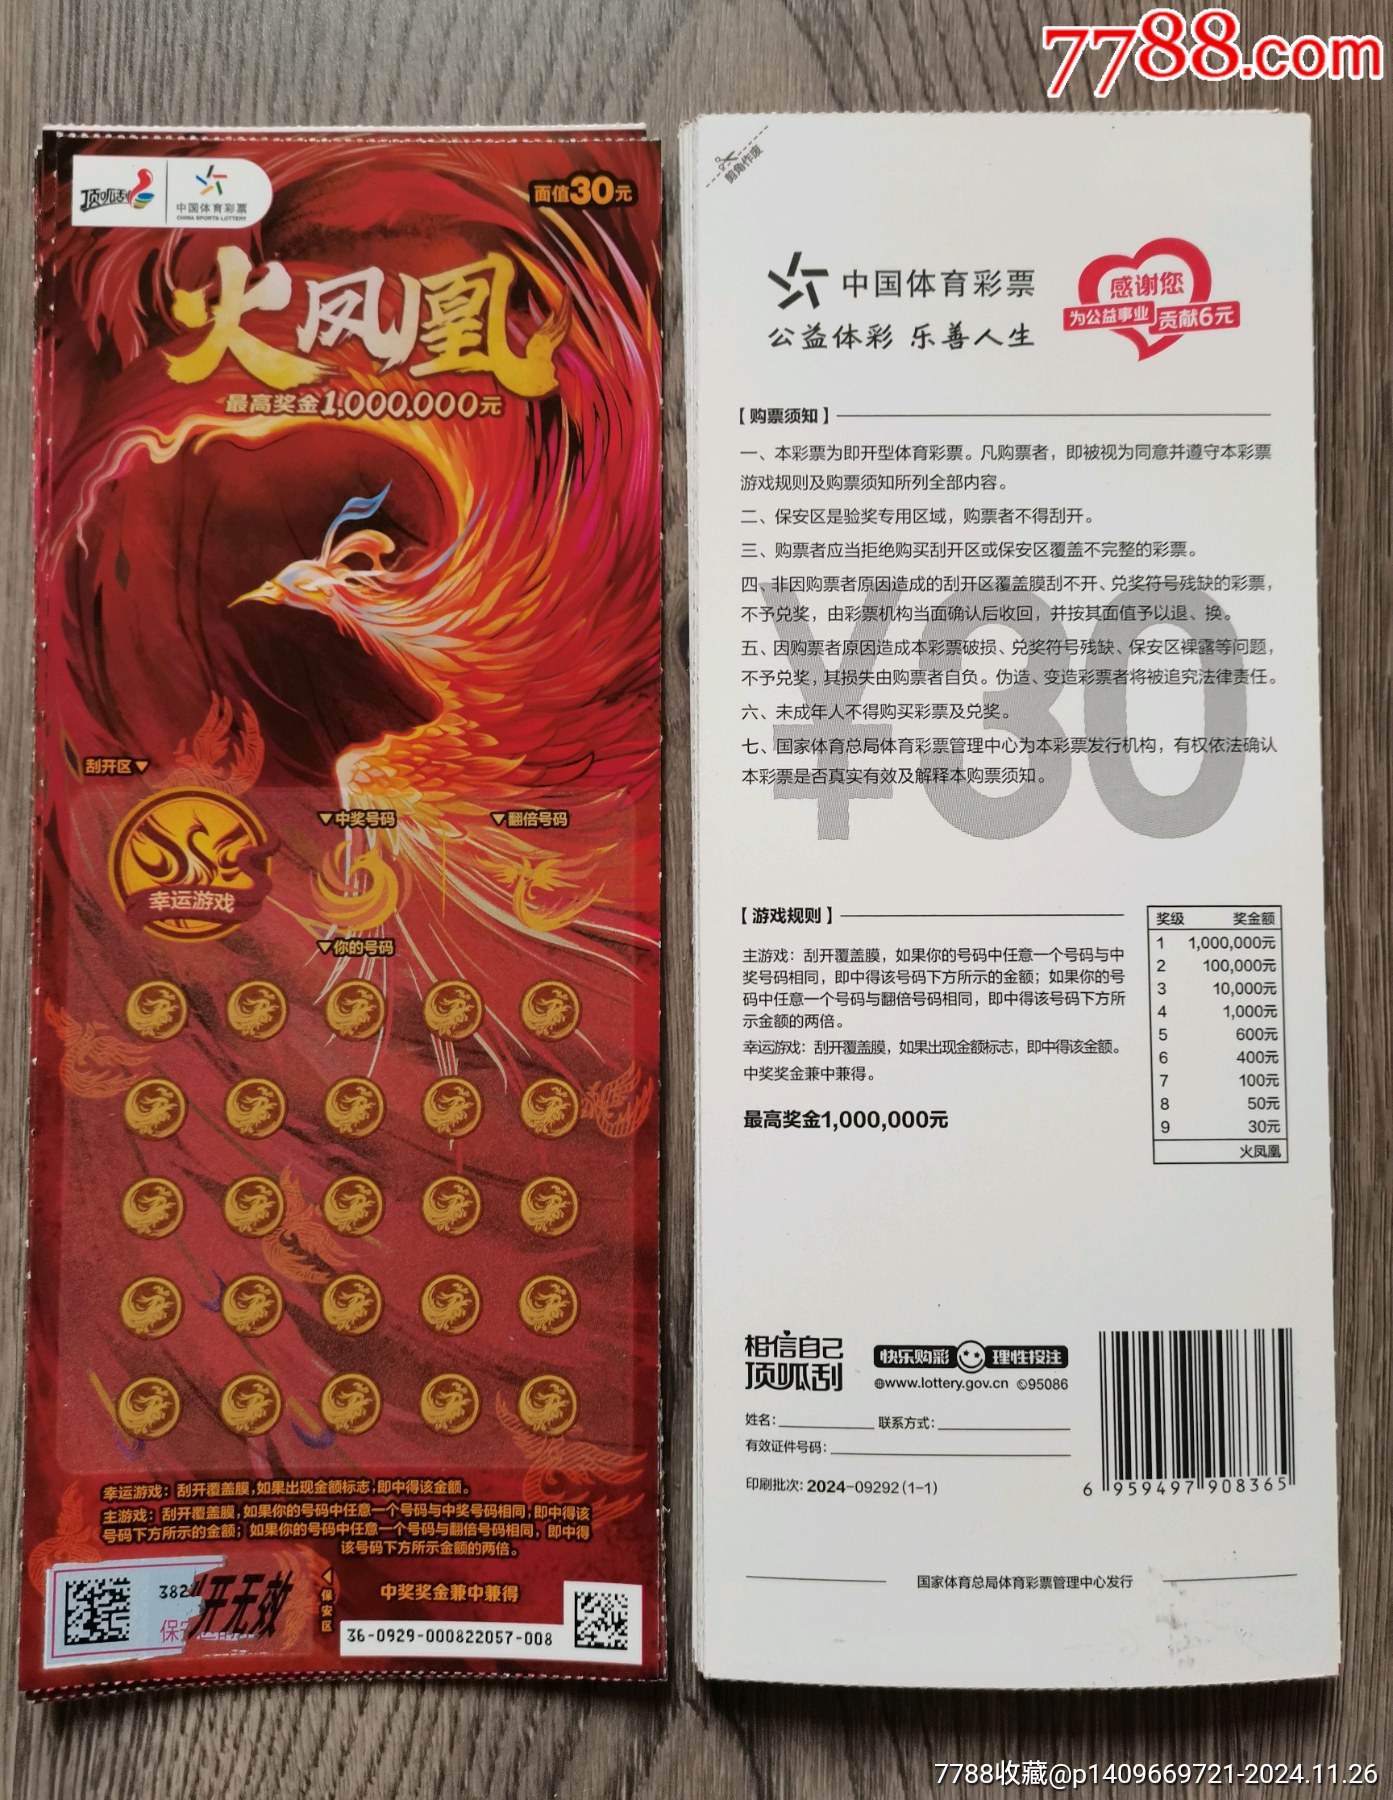 7788.com
顶呱刮
中国体育彩票
CHINA SPORTS LOTTERY
面值30元
火凤凰
最高奖金1,000,000元
刮开区▼
▼中奖号码
▼翻倍号码
幸运游戏
▼你的号码
幸运游戏：刮开覆盖膜，如果出现金额标志，即中得该金额。
主游戏：刮开覆盖膜，如果你的号码中任意一个号码与中奖号码相同，即中得该
号码下方所示的金额；如果你的号码中任意一个号码与翻倍号码相同，即中得
该号码下方所示金额的两倍。
中奖奖金兼中兼得
382
开无效
◀保安区
36-0929-000822057-008
剪角作废
中国体育彩票
公益体彩 乐善人生
感谢您
为公益事业
贡献6元
【购票须知】
一、本彩票为即开型体育彩票。凡购票者，即被视为同意并遵守本彩票
游戏规则及购票须知所列全部内容。
二、保安区是验奖专用区域，购票者不得刮开。
三、购票者应当拒绝购买刮开区或保安区覆盖不完整的彩票。
四、非因购票者原因造成的刮开区覆盖膜刮不开、兑奖符号残缺的彩票，
不予兑奖，由彩票机构当面确认后收回，并按其面值予以退、换。
五、因购票者原因造成本彩票破损、兑奖符号残缺、保安区裸露等问题，
不予兑奖，其损失由购票者自负。伪造、变造彩票者将被追究法律责任。
六、未成年人不得购买彩票及兑奖。
七、国家体育总局体育彩票管理中心为本彩票发行机构，有权依法确认
本彩票是否真实有效及解释本购票须知。
¥30
【游戏规则】
主游戏：刮开覆盖膜，如果你的号码中任意一个号码与中
奖号码相同，即中得该号码下方所示的金额；如果你的号
码中任意一个号码与翻倍号码相同，即中得该号码下方所
示金额的两倍。
幸运游戏：刮开覆盖膜，如果出现金额标志，即中得该金额。
中奖奖金兼中兼得。
最高奖金1,000,000元
奖级 奖金额
1 1,000,000元
2 100,000元
3 10,000元
4 1,000元
5 600元
6 400元
7 100元
8 50元
9 30元
火凤凰
相信自己
顶呱刮
快乐购彩 理性投注
www.lottery.gov.cn 95086
姓名： 联系方式：
有效证件号码：
印刷批次：2024-09292（1-1）
6 959497 908365
国家体育总局体育彩票管理中心发行
7788收藏@p1409669721-2024.11.26